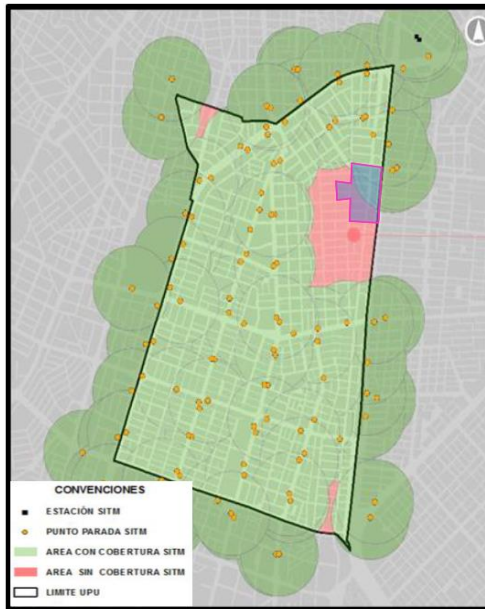 CONVENCIONES
ESTACIÓN SITM
PUNTO PARADA SITM
AREA CON COBERTURA SITM
AREA SIN COBERTURA SITM
LIMITE UPU